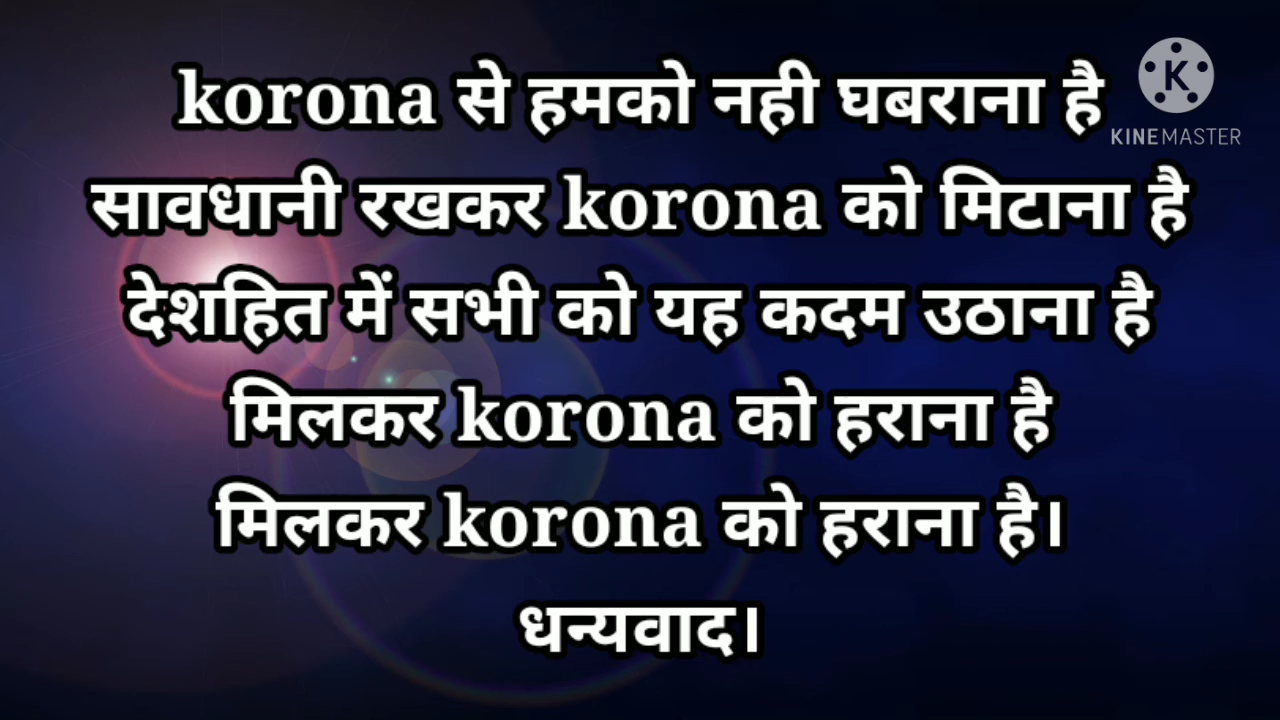 korona से हमको नही घबराना है
KINEMASTER
सावधानी रखकर korona को मिटाना है
देशहित में सभी को यह कदम उठाना है
मिलकर korona को हराना है
मिलकर korona को हराना है।
धन्यवाद।